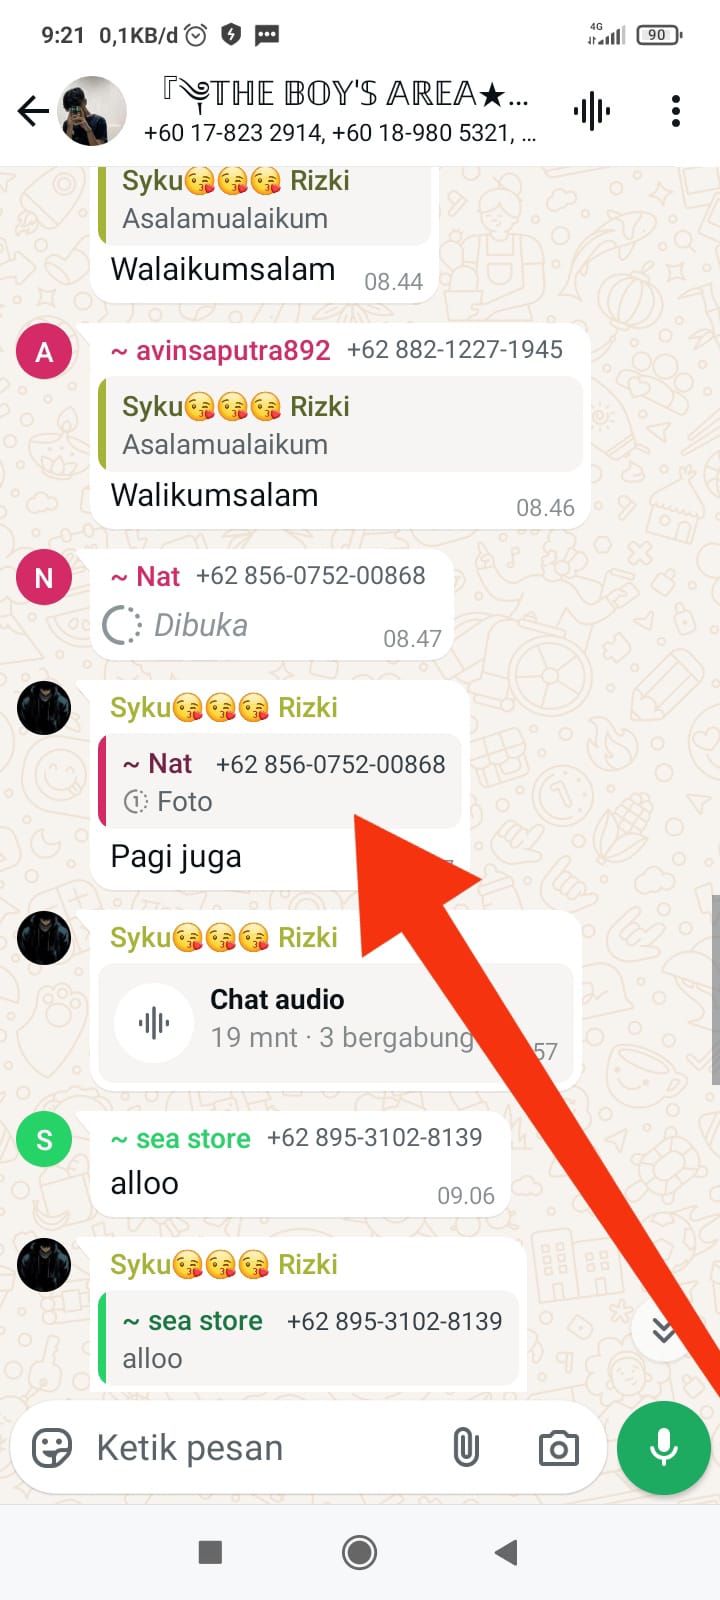 9:21 0,1KB/d
4G
90
『༒THE BOY'S AREA★...
+60 17-823 2914, +60 18-980 5321, ...
Syku😘😘😘 Rizki
Asalamualaikum
Walaikumsalam 08.44
A
~ avinsaputra892 +62 882-1227-1945
Syku😘😘😘 Rizki
Asalamualaikum
Walikumsalam 08.46
N
~ Nat +62 856-0752-00868
Dibuka 08.47
Syku😘😘😘 Rizki
~ Nat +62 856-0752-00868
1 Foto
Pagi juga
Syku😘😘😘 Rizki
Chat audio
19 mnt · 3 bergabung 57
S
~ sea store +62 895-3102-8139
alloo 09.06
Syku😘😘😘 Rizki
~ sea store +62 895-3102-8139
alloo
Ketik pesan